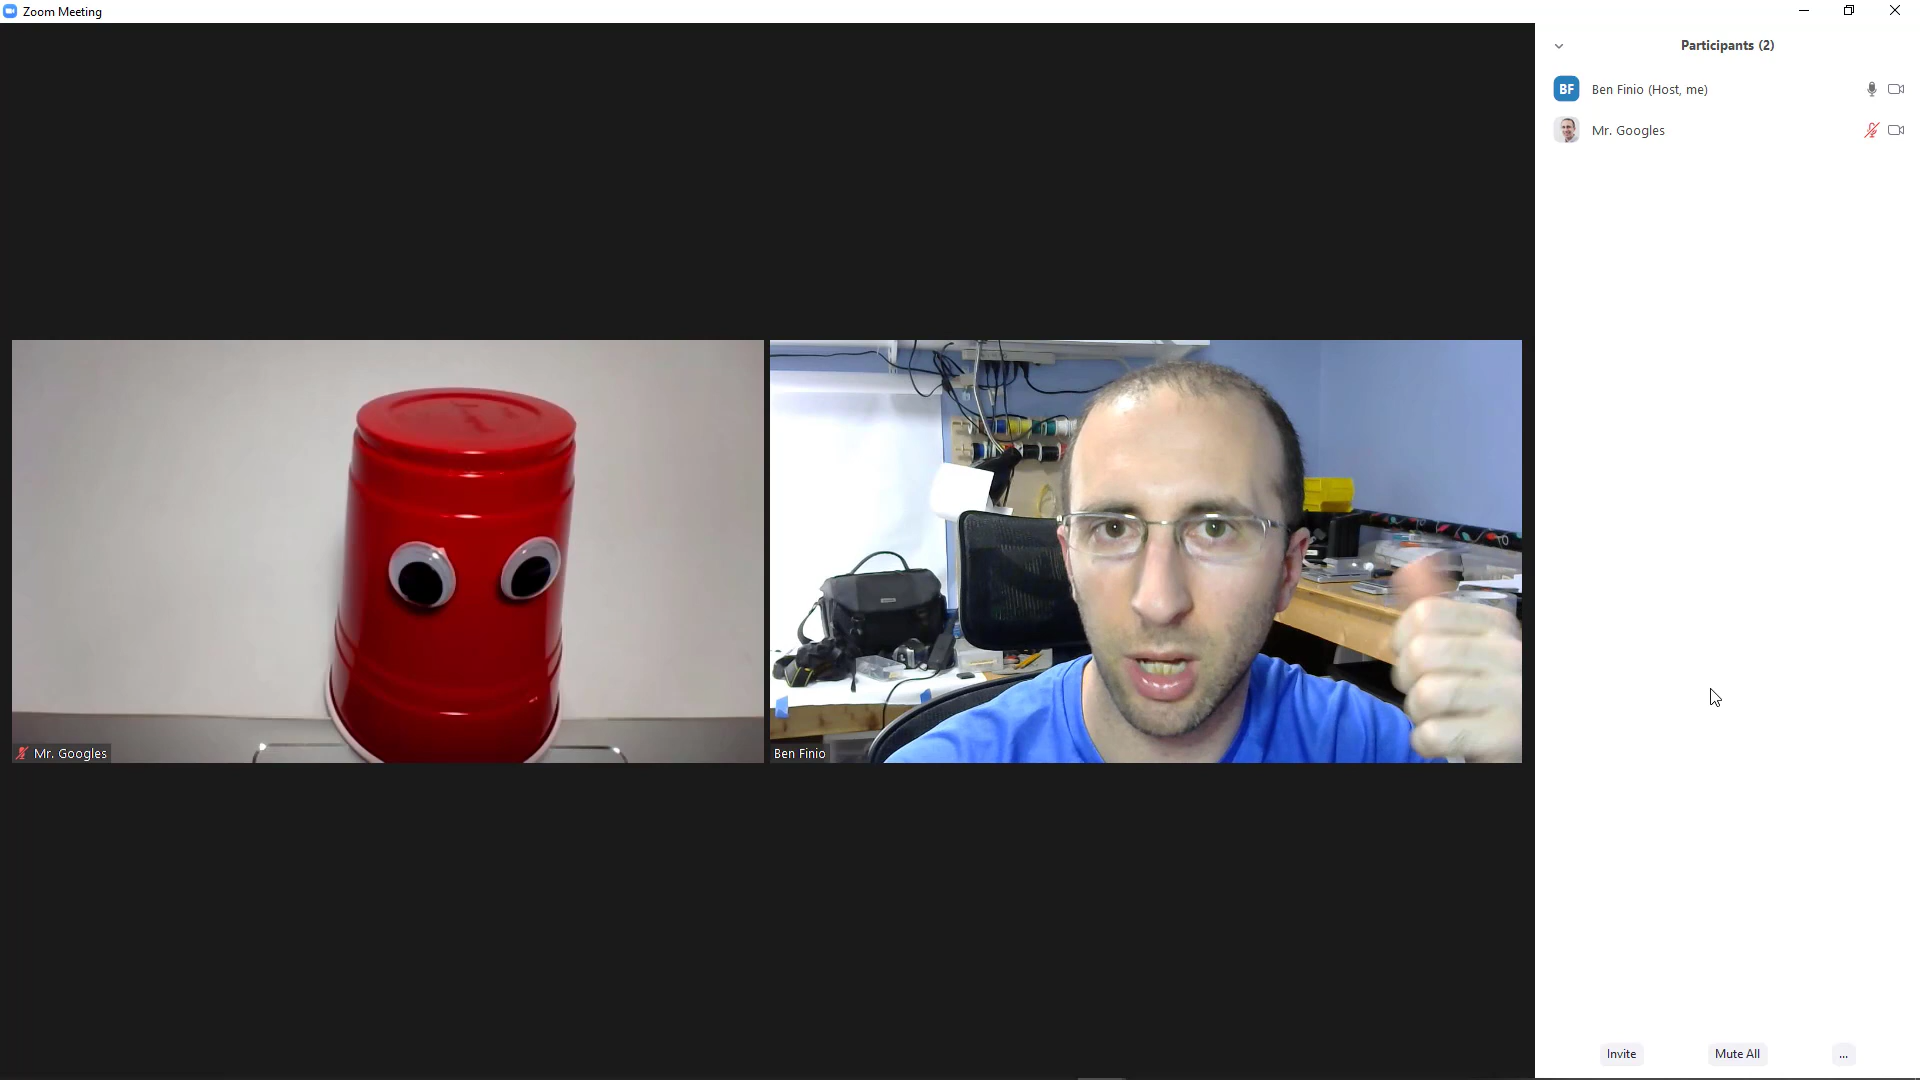 Zoom Meeting
Participants (2)
BF Ben Finio (Host, me)
Mr. Googles
Mr. Googles
Ben Finio
Invite Mute All ...